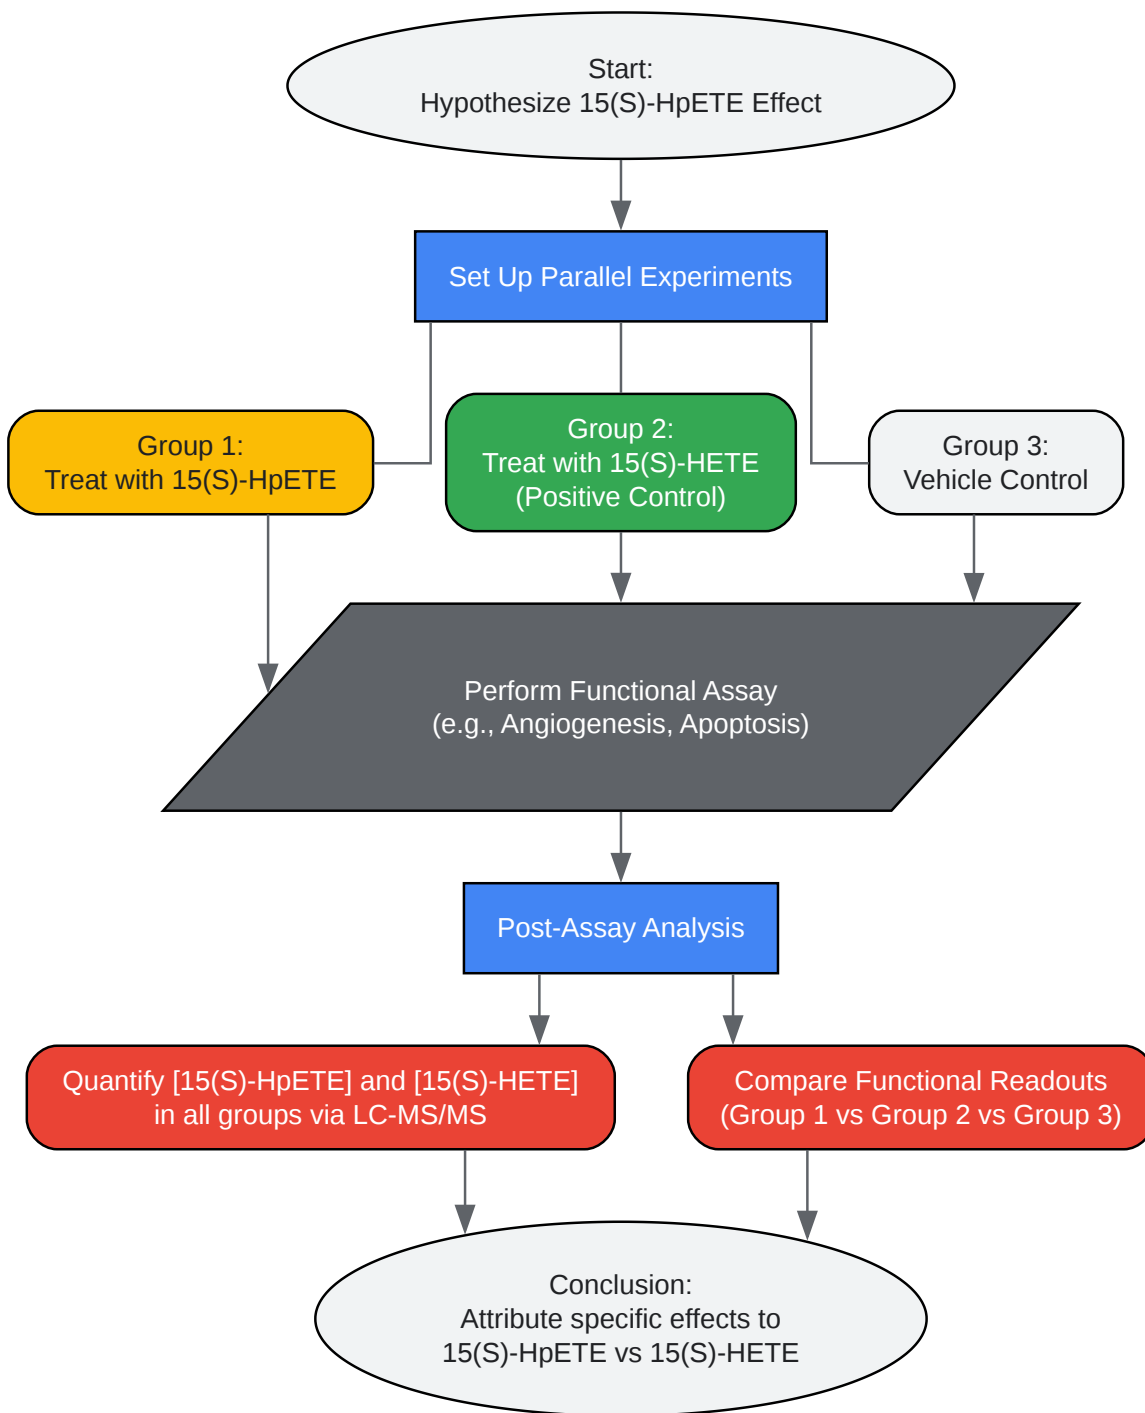 Start:
Hypothesize 15(S)-HpETE Effect
Set Up Parallel Experiments
Group 1:
Treat with 15(S)-HpETE
Group 2:
Treat with 15(S)-HETE
(Positive Control)
Group 3:
Vehicle Control
Perform Functional Assay
(e.g., Angiogenesis, Apoptosis)
Post-Assay Analysis
Quantify [15(S)-HpETE] and [15(S)-HETE]
in all groups via LC-MS/MS
Compare Functional Readouts
(Group 1 vs Group 2 vs Group 3)
Conclusion:
Attribute specific effects to
15(S)-HpETE vs 15(S)-HETE